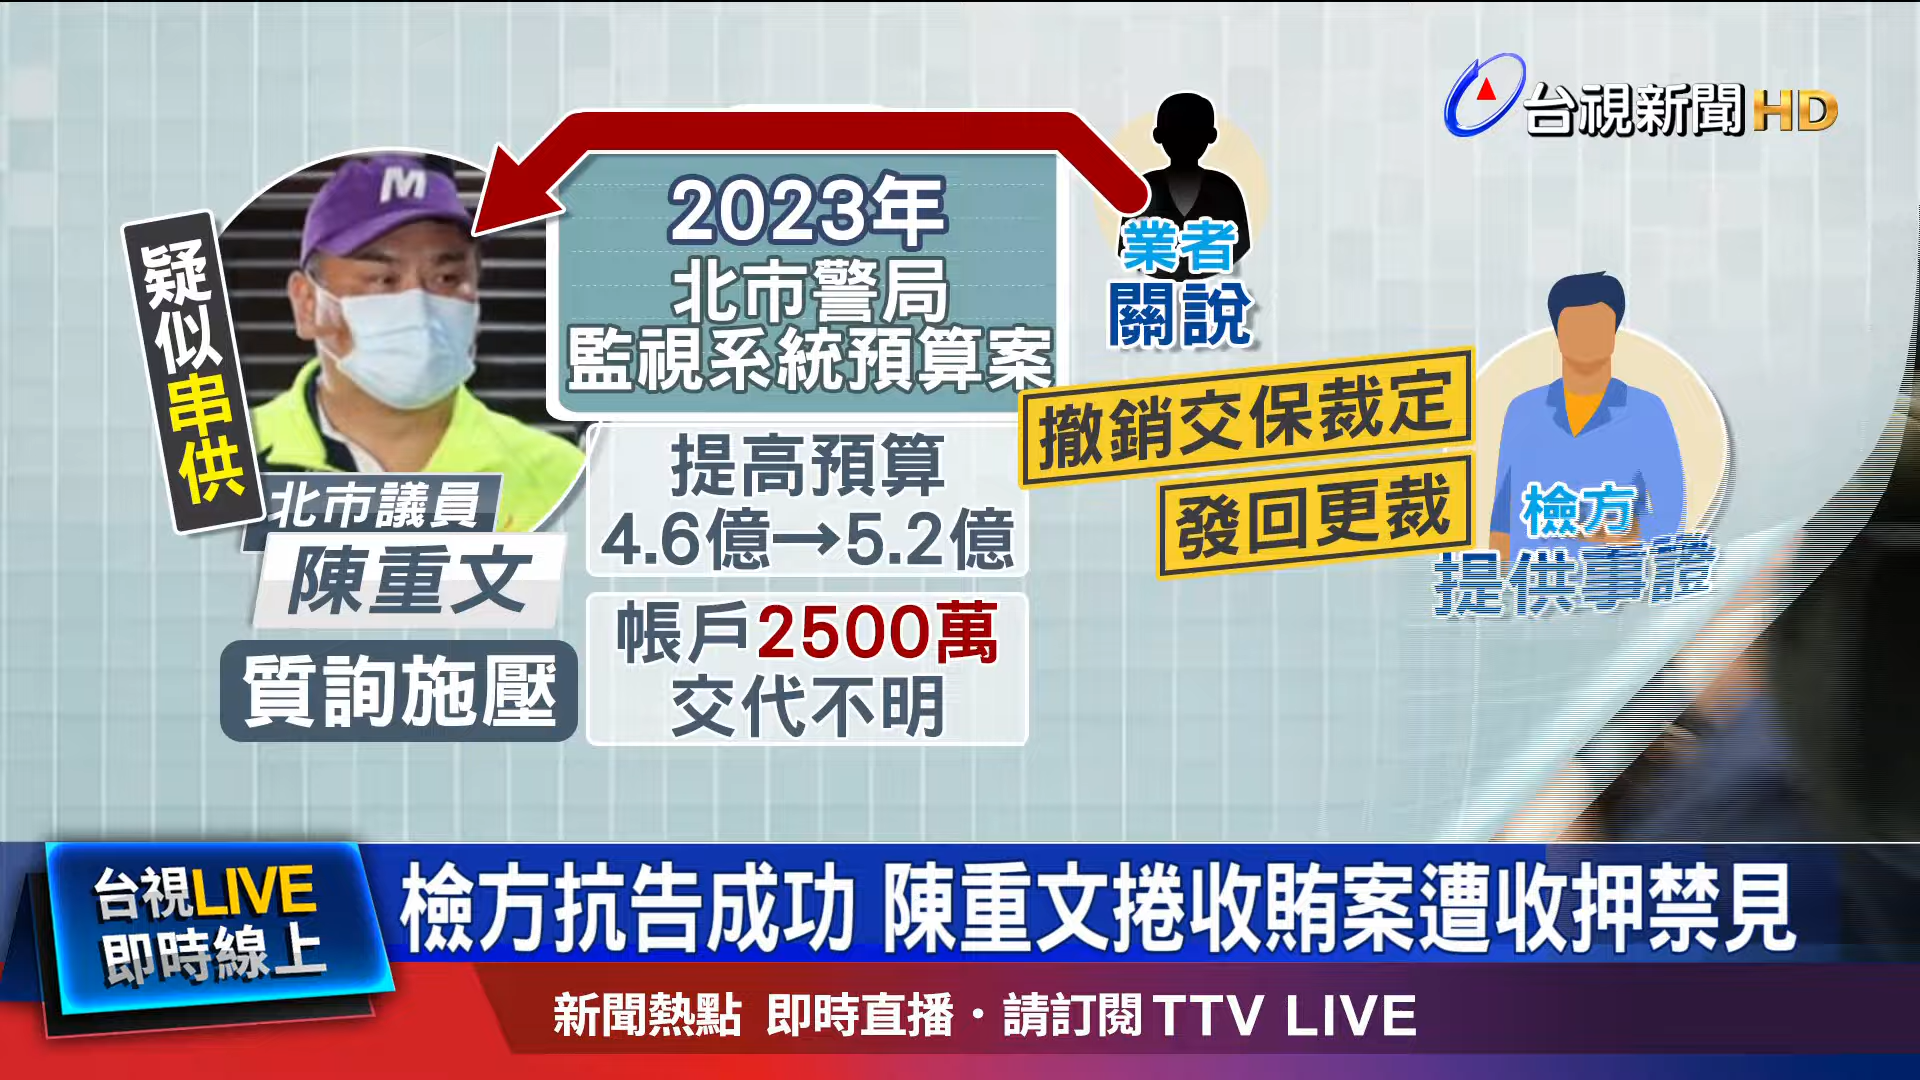 台視新聞HD
M
疑似串供
北市議員
陳重文
質詢施壓
2023年
北市警局
監視系統預算案
提高預算
4.6億→5.2億
帳戶2500萬
交代不明
業者
關說
撤銷交保裁定
發回更裁
檢方
提供事證
台視LIVE
即時線上
檢方抗告成功 陳重文捲收賄案遭收押禁見
新聞熱點 即時直播・請訂閱TTV LIVE